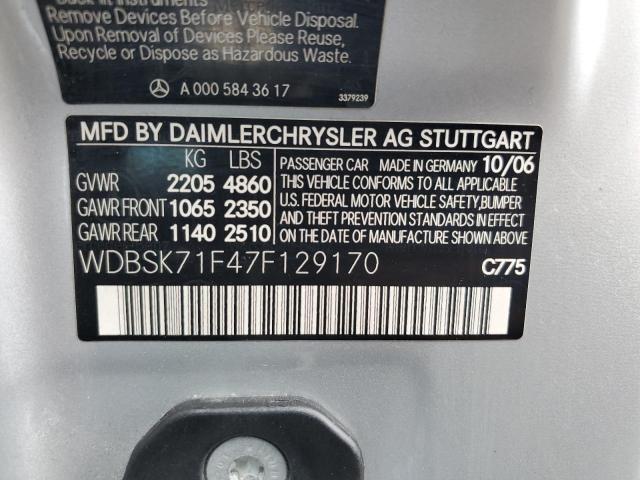 Back lit Instruments
Remove Devices Before Vehicle Disposal.
Upon Removal of Devices Please Reuse,
Recycle or Dispose as Hazardous Waste.
A 000 584 36 17
3379239
MFD BY DAIMLERCHRYSLER AG STUTTGART
KG LBS
GVWR 2205 4860
GAWR FRONT 1065 2350
GAWR REAR 1140 2510
PASSENGER CAR MADE IN GERMANY 10/06
THIS VEHICLE CONFORMS TO ALL APPLICABLE
U.S. FEDERAL MOTOR VEHICLE SAFETY,BUMPER
AND THEFT PREVENTION STANDARDS IN EFFECT
ON THE DATE OF MANUFACTURE SHOWN ABOVE.
WDBSK71F47F129170
C775